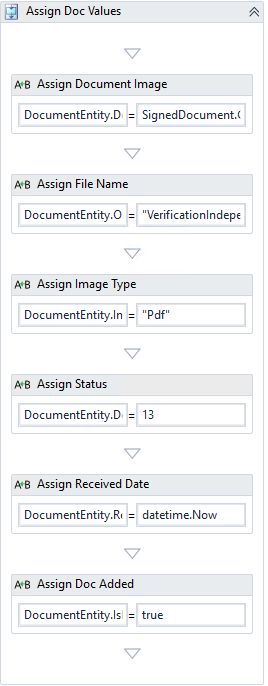 Assign Doc Values
A+B Assign Document Image
DocumentEntity.D = SignedDocument.
A+B Assign File Name
DocumentEntity.O = "VerificationIndepe
A+B Assign Image Type
DocumentEntity.In = "Pdf"
A+B Assign Status
DocumentEntity.D = 13
A+B Assign Received Date
DocumentEntity.Re = datetime.Now
A+B Assign Doc Added
DocumentEntity.Is = true